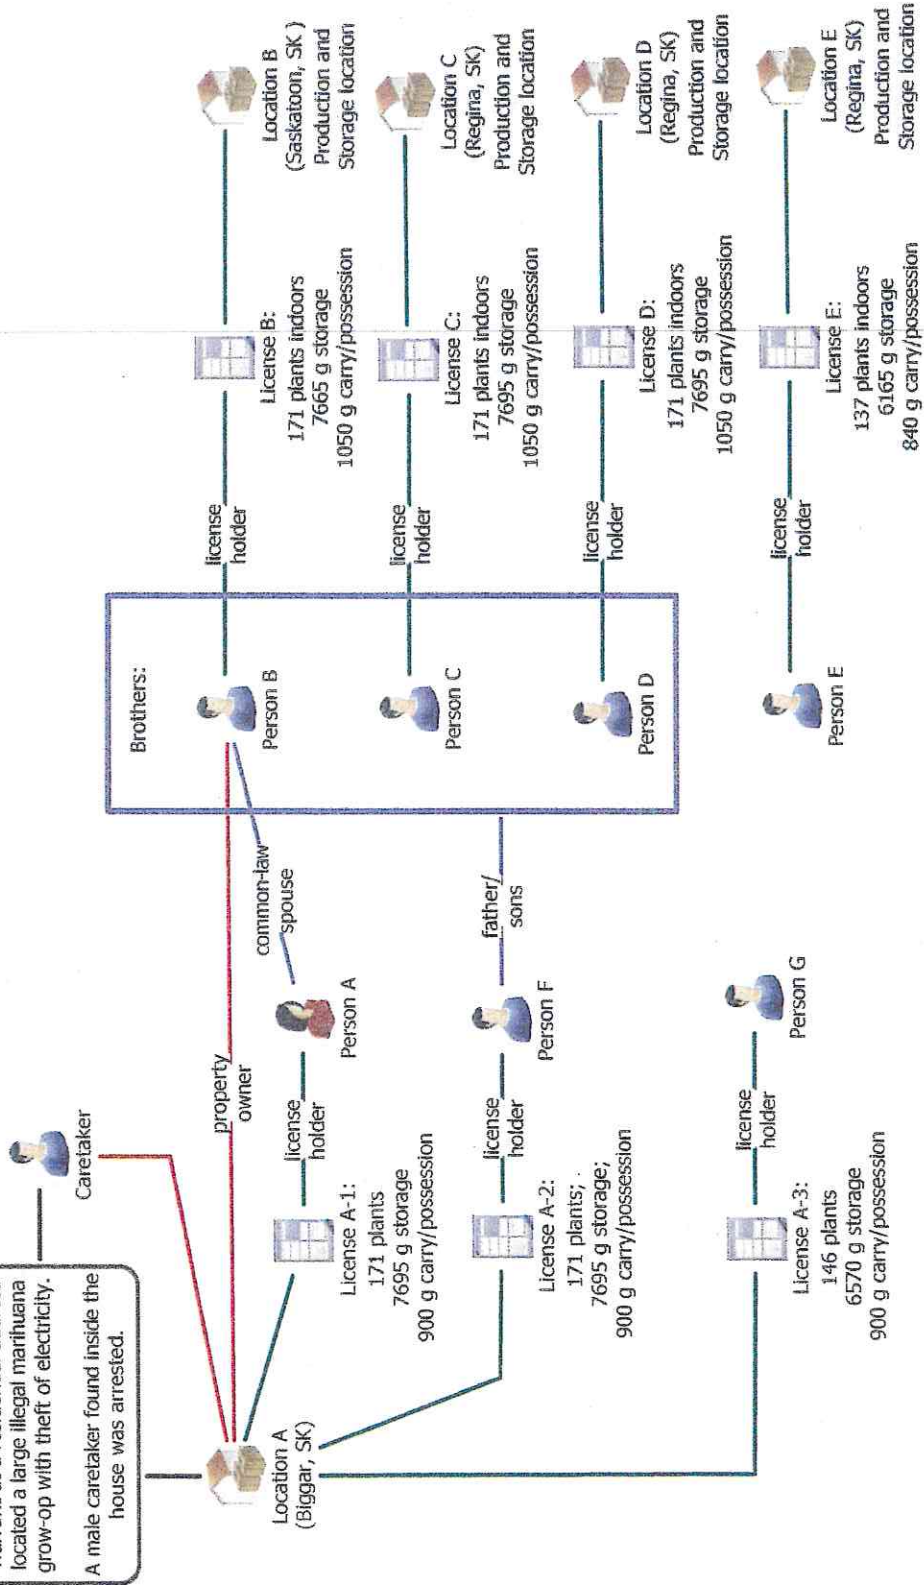 located a large illegal marihuana
grow-op with theft of electricity.
A male caretaker found inside the
house was arrested.
Caretaker
Location A
(Biggar, SK)
property
owner
common-law
spouse
License A-1:
171 plants
7695 g storage
900 g carry/possession
license
holder
Person A
License A-2:
171 plants;
7695 g storage;
900 g carry/possession
license
holder
Person F
father/
sons
License A-3:
146 plants
6570 g storage
900 g carry/possession
license
holder
Person G
Brothers:
Person B
license
holder
License B:
171 plants indoors
7665 g storage
1050 g carry/possession
Location B
(Saskatoon, SK )
Production and
Storage location
Person C
license
holder
License C:
171 plants indoors
7695 g storage
1050 g carry/possession
Location C
(Regina, SK)
Production and
Storage location
Person D
license
holder
License D:
171 plants indoors
7695 g storage
1050 g carry/possession
Location D
(Regina, SK)
Production and
Storage location
Person E
license
holder
License E:
137 plants indoors
6165 g storage
840 g carry/possession
Location E
(Regina, SK)
Production and
Storage location